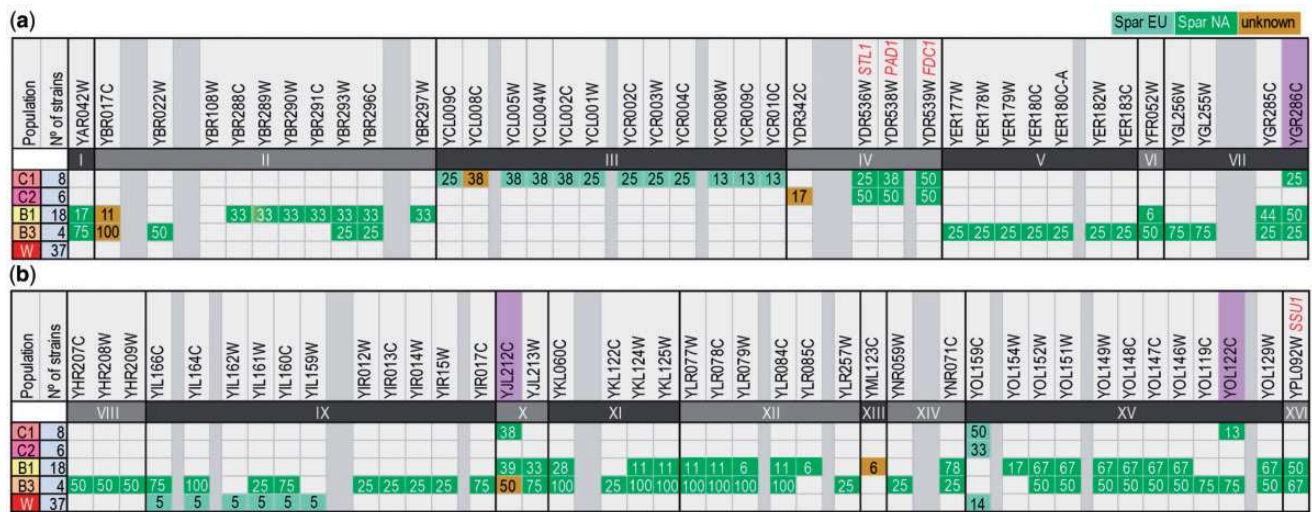 (a)
Spar EU Spar NA unknown
Population Nº of strains YAR042W YBR017C YBR022W YBR108W YBR288C YBR289W YBR290W YBR291C YBR293W YBR296C YBR297W YCL009C YCL008C YCL005W YCL004W YCL002C YCL001W YCR002C YCR003W YCR004C YCR008W YCR009C YCR010C YDR342C YDR536W STL1 YDR538W PAD1 YDR539W FDC1 YER177W YER178W YER179W YER180C YER180C-A YER182W YER183C YFR052W YGL256W YGL255W YGR285C YGR286C
I II III IV V VI VII
C1 8 25 38 38 38 38 25 25 25 25 13 13 13 25 38 50 25
C2 6 17 50 50 50
B1 18 17 11 33 33 33 33 33 33 33 6 44 50
B3 4 75 100 50 25 25 25 25 25 25 25 25 25 50 75 75 25 25
W 37
(b)
Population Nº of strains YHR207C YHR208W YHR209W YIL166C YIL164C YIL162W YIL161W YIL160C YIL159W YIR012W YIR013C YIR014W YIR15W YIR017C YJL212C YJL213W YKL060C YKL122C YKL124W YKL125W YLR077W YLR078C YLR079W YLR084C YLR085C YLR257W YML123C YNR059W YNR071C YOL159C YOL154W YOL152W YOL151W YOL149W YOL148C YOL147C YOL146W YOL119C YOL122C YOL129W YPL092W SSU1
VIII IX X XI XII XIII XIV XV XVI
C1 8 38 50 13
C2 6 33
B1 18 39 33 28 11 11 11 11 6 11 6 6 78 17 67 67 67 67 67 67 67 50
B3 4 50 50 50 75 100 25 75 25 25 25 25 75 50 75 100 25 100 100 100 100 100 100 25 25 25 50 50 50 50 50 50 75 75 50 67
W 37 5 5 5 5 5 5 14